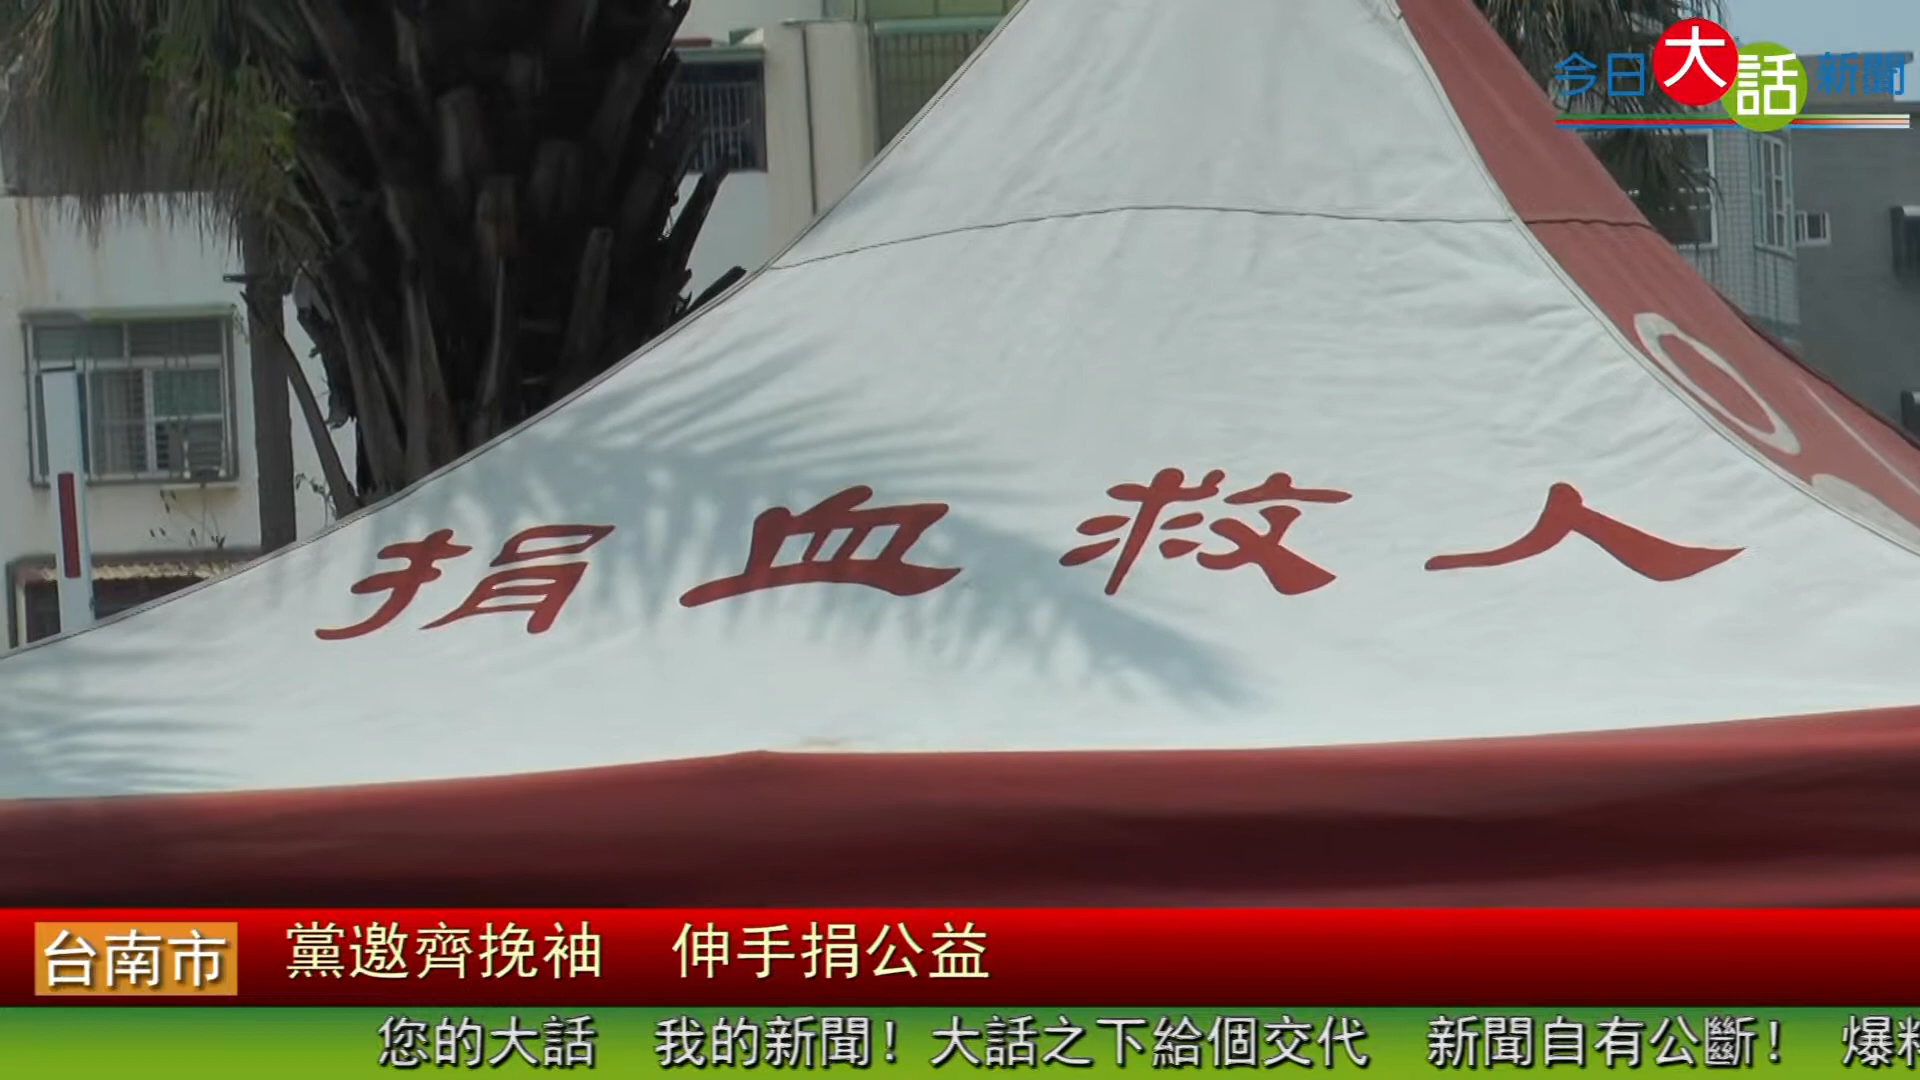 今日大話新聞
捐血救人
台南市 黨邀齊挽袖 伸手捐公益
您的大話 我的新聞！大話之下給個交代 新聞自有公斷！ 爆料